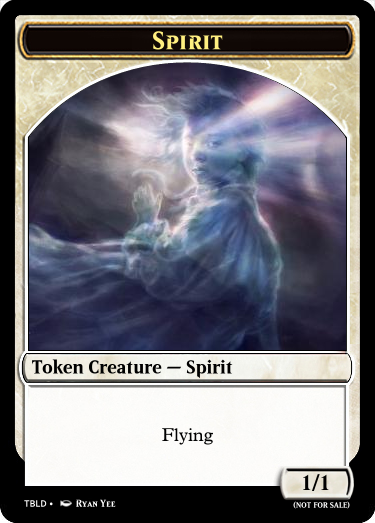 Spirit
Token Creature — Spirit
Flying
1/1
TBLD • Ryan Yee
(NOT FOR SALE)